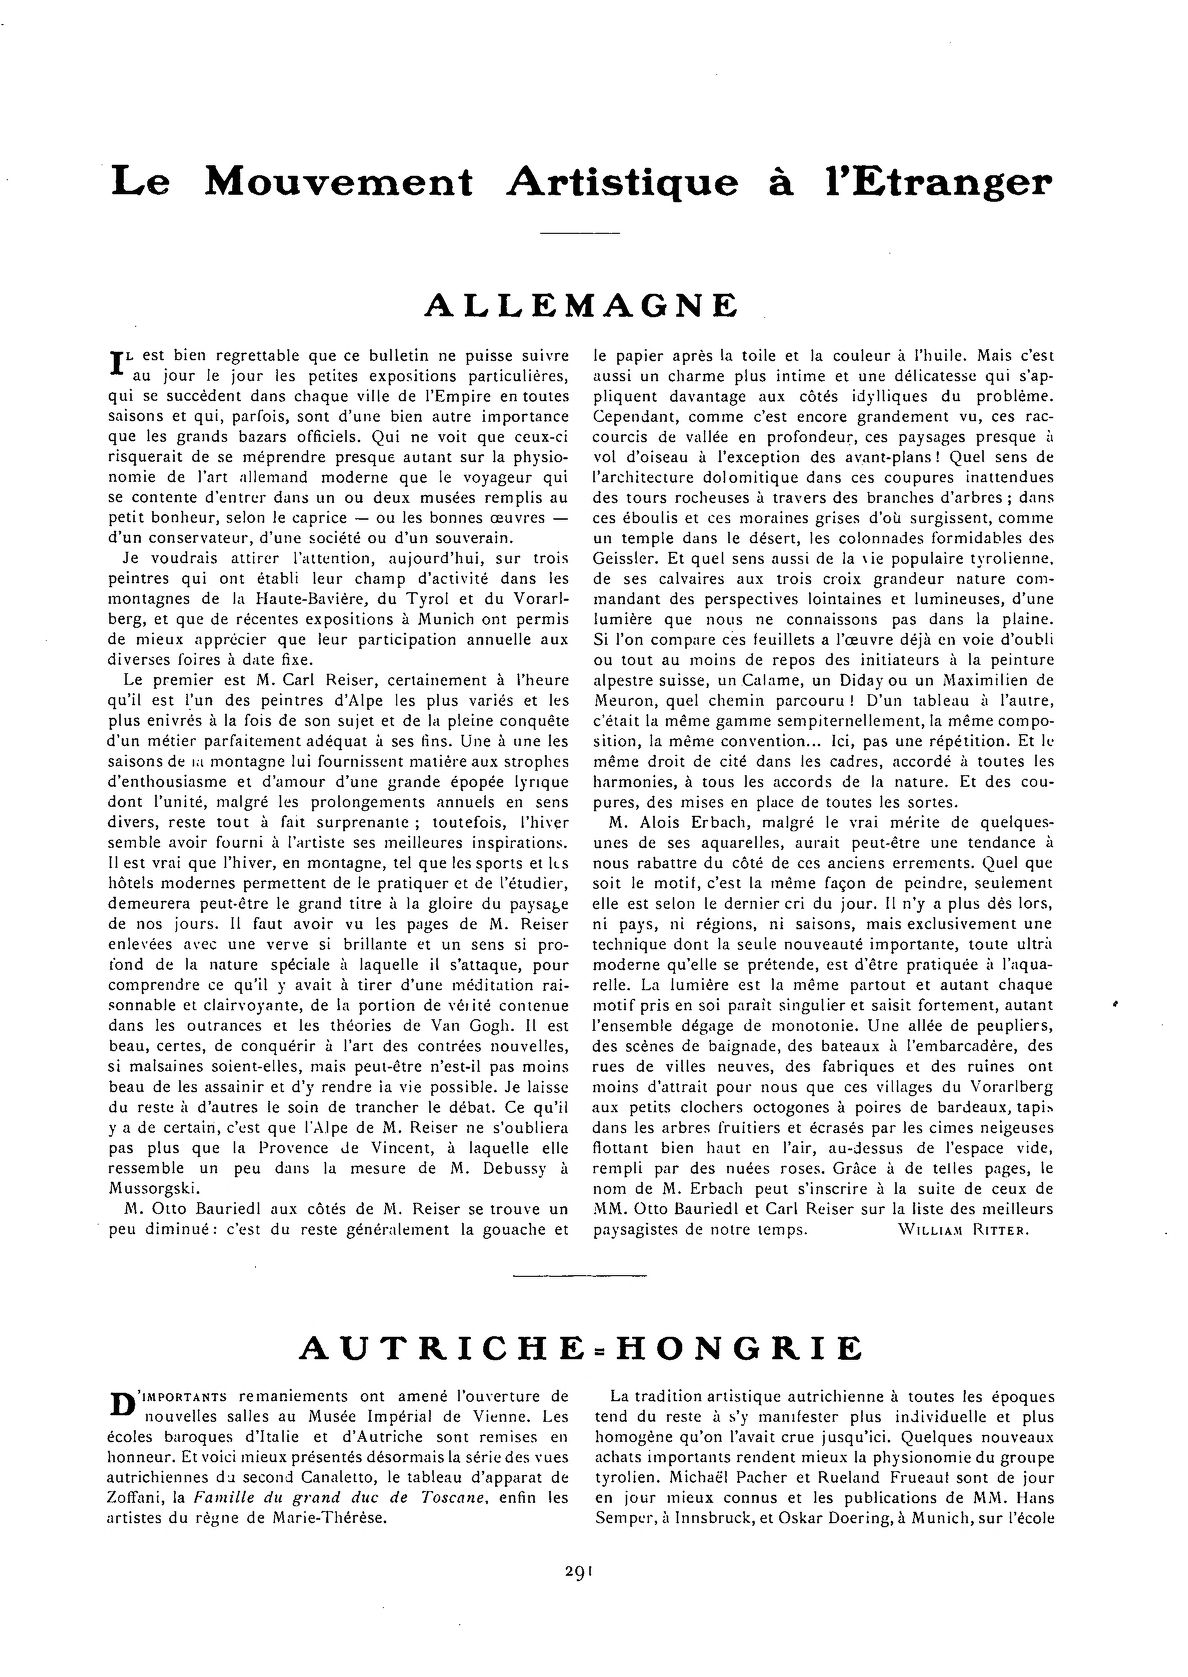 Le Mouvement Artistique à l'Etranger
ALLEMAGNE
IL est bien regrettable que ce bulletin ne puisse suivre
au jour le jour les petites expositions particulières,
qui se succèdent dans chaque ville de l'Empire en toutes
saisons et qui, parfois, sont d'une bien autre importance
que les grands bazars officiels. Qui ne voit que ceux-ci
risquerait de se méprendre presque autant sur la physio-
nomie de l'art allemand moderne que le voyageur qui
se contente d'entrer dans un ou deux musées remplis au
petit bonheur, selon le caprice — ou les bonnes œuvres —
d'un conservateur, d'une société ou d'un souverain.
Je voudrais attirer l'attention, aujourd'hui, sur trois
peintres qui ont établi leur champ d'activité dans les
montagnes de la Haute-Bavière, du Tyrol et du Vorarl-
berg, et que de récentes expositions à Munich ont permis
de mieux apprécier que leur participation annuelle aux
diverses foires à date fixe.
Le premier est M. Carl Reiser, certainement à l'heure
qu'il est l'un des peintres d'Alpe les plus variés et les
plus enivrés à la fois de son sujet et de la pleine conquête
d'un métier parfaitement adéquat à ses fins. Une à une les
saisons de la montagne lui fournissent matière aux strophes
d'enthousiasme et d'amour d'une grande épopée lyrique
dont l'unité, malgré les prolongements annuels en sens
divers, reste tout à fait surprenante ; toutefois, l'hiver
semble avoir fourni à l'artiste ses meilleures inspirations.
Il est vrai que l'hiver, en montagne, tel que les sports et les
hôtels modernes permettent de le pratiquer et de l'étudier,
demeurera peut-être le grand titre à la gloire du paysage
de nos jours. Il faut avoir vu les pages de M. Reiser
enlevées avec une verve si brillante et un sens si pro-
fond de la nature spéciale à laquelle il s'attaque, pour
comprendre ce qu'il y avait à tirer d'une méditation rai-
sonnable et clairvoyante, de la portion de vérité contenue
dans les outrances et les théories de Van Gogh. Il est
beau, certes, de conquérir à l'art des contrées nouvelles,
si malsaines soient-elles, mais peut-être n'est-il pas moins
beau de les assainir et d'y rendre la vie possible. Je laisse
du reste à d'autres le soin de trancher le débat. Ce qu'il
y a de certain, c'est que l'Alpe de M. Reiser ne s'oubliera
pas plus que la Provence de Vincent, à laquelle elle
ressemble un peu dans la mesure de M. Debussy à
Mussorgski.
M. Otto Bauriedl aux côtés de M. Reiser se trouve un
peu diminué : c'est du reste généralement la gouache et
le papier après la toile et la couleur à l'huile. Mais c'est
aussi un charme plus intime et une délicatesse qui s'ap-
pliquent davantage aux côtés idylliques du problème.
Cependant, comme c'est encore grandement vu, ces rac-
courcis de vallée en profondeur, ces paysages presque à
vol d'oiseau à l'exception des avant-plans ! Quel sens de
l'architecture dolomitique dans ces coupures inattendues
des tours rocheuses à travers des branches d'arbres ; dans
ces éboulis et ces moraines grises d'où surgissent, comme
un temple dans le désert, les colonnades formidables des
Geissler. Et quel sens aussi de la vie populaire tyrolienne,
de ses calvaires aux trois croix grandeur nature com-
mandant des perspectives lointaines et lumineuses, d'une
lumière que nous ne connaissons pas dans la plaine.
Si l'on compare ces feuillets a l'œuvre déjà en voie d'oubli
ou tout au moins de repos des initiateurs à la peinture
alpestre suisse, un Calame, un Diday ou un Maximilien de
Meuron, quel chemin parcouru ! D'un tableau à l'autre,
c'était la même gamme sempiternellement, la même compo-
sition, la même convention... Ici, pas une répétition. Et le
même droit de cité dans les cadres, accordé à toutes les
harmonies, à tous les accords de la nature. Et des cou-
pures, des mises en place de toutes les sortes.
M. Alois Erbach, malgré le vrai mérite de quelques-
unes de ses aquarelles, aurait peut-être une tendance à
nous rabattre du côté de ces anciens errements. Quel que
soit le motif, c'est la même façon de peindre, seulement
elle est selon le dernier cri du jour. Il n'y a plus dès lors,
ni pays, ni régions, ni saisons, mais exclusivement une
technique dont la seule nouveauté importante, toute ultra
moderne qu'elle se prétende, est d'être pratiquée à l'aqua-
relle. La lumière est la même partout et autant chaque
motif pris en soi paraît singulier et saisit fortement, autant
l'ensemble dégage de monotonie. Une allée de peupliers,
des scènes de baignade, des bateaux à l'embarcadère, des
rues de villes neuves, des fabriques et des ruines ont
moins d'attrait pour nous que ces villages du Vorarlberg
aux petits clochers octogones à poires de bardeaux, tapis
dans les arbres fruitiers et écrasés par les cimes neigeuses
flottant bien haut en l'air, au-dessus de l'espace vide,
rempli par des nuées roses. Grâce à de telles pages, le
nom de M. Erbach peut s'inscrire à la suite de ceux de
MM. Otto Bauriedl et Carl Reiser sur la liste des meilleurs
paysagistes de notre temps. WILLIAM RITTER.
AUTRICHE=HONGRIE
D'IMPORTANTS remaniements ont amené l'ouverture de
nouvelles salles au Musée Impérial de Vienne. Les
écoles baroques d'Italie et d'Autriche sont remises en
honneur. Et voici mieux présentés désormais la série des vues
autrichiennes du second Canaletto, le tableau d'apparat de
Zoffani, la Famille du grand duc de Toscane, enfin les
artistes du règne de Marie-Thérèse.
La tradition artistique autrichienne à toutes les époques
tend du reste à s'y manifester plus individuelle et plus
homogène qu'on l'avait crue jusqu'ici. Quelques nouveaux
achats importants rendent mieux la physionomie du groupe
tyrolien. Michaël Pacher et Rueland Frueauf sont de jour
en jour mieux connus et les publications de MM. Hans
Semper, à Innsbruck, et Oskar Doering, à Munich, sur l'école
291